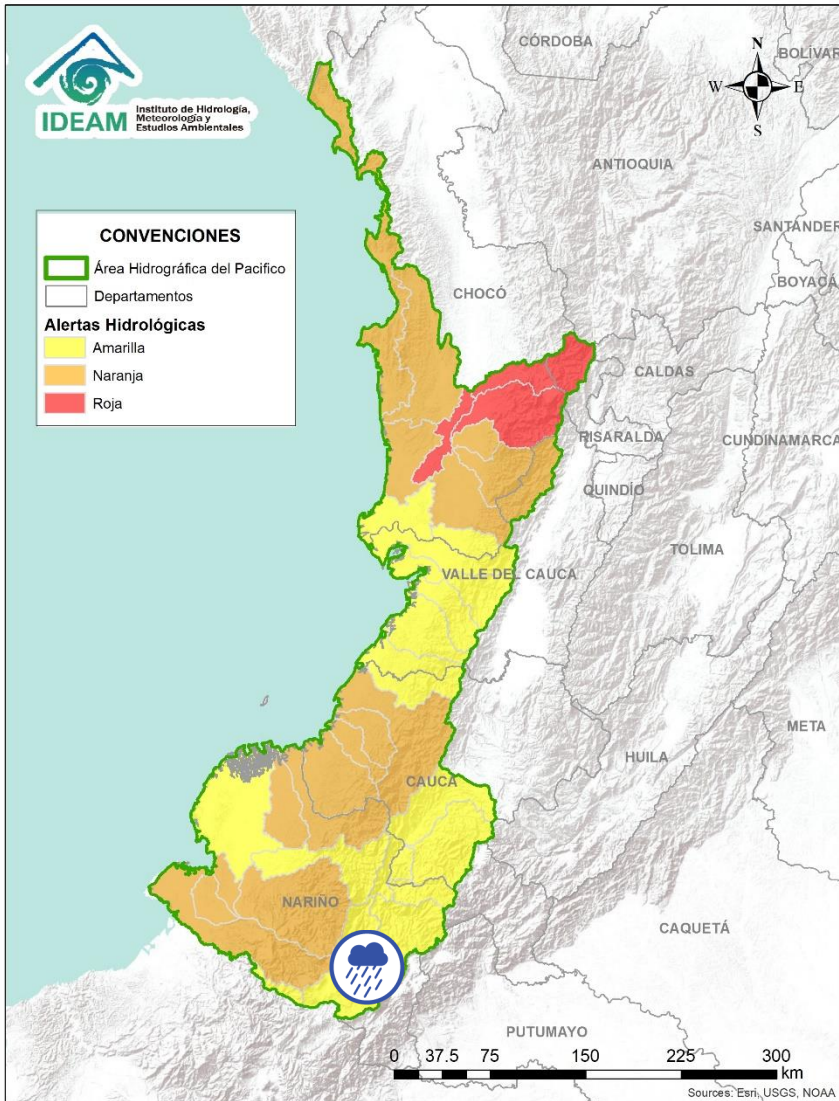 IDEAM
Instituto de Hidrología,
Meteorología y
Estudios Ambientales
CÓRDOBA
BOLÍVAR
N
W
E
S
ANTIOQUIA
SANTANDER
BOYACÁ
CONVENCIONES
Área Hidrográfica del Pacifico
Departamentos
Alertas Hidrológicas
Amarilla
Naranja
Roja
CHOCÓ
CALDAS
RISARALDA
CUNDINAMARCA
QUINDÍO
TOLIMA
VALLE DEL CAUCA
META
HUILA
CAUCA
NARIÑO
CAQUETÁ
PUTUMAYO
0 37.5 75 150 225 300
km
Sources: Esri, USGS, NOAA